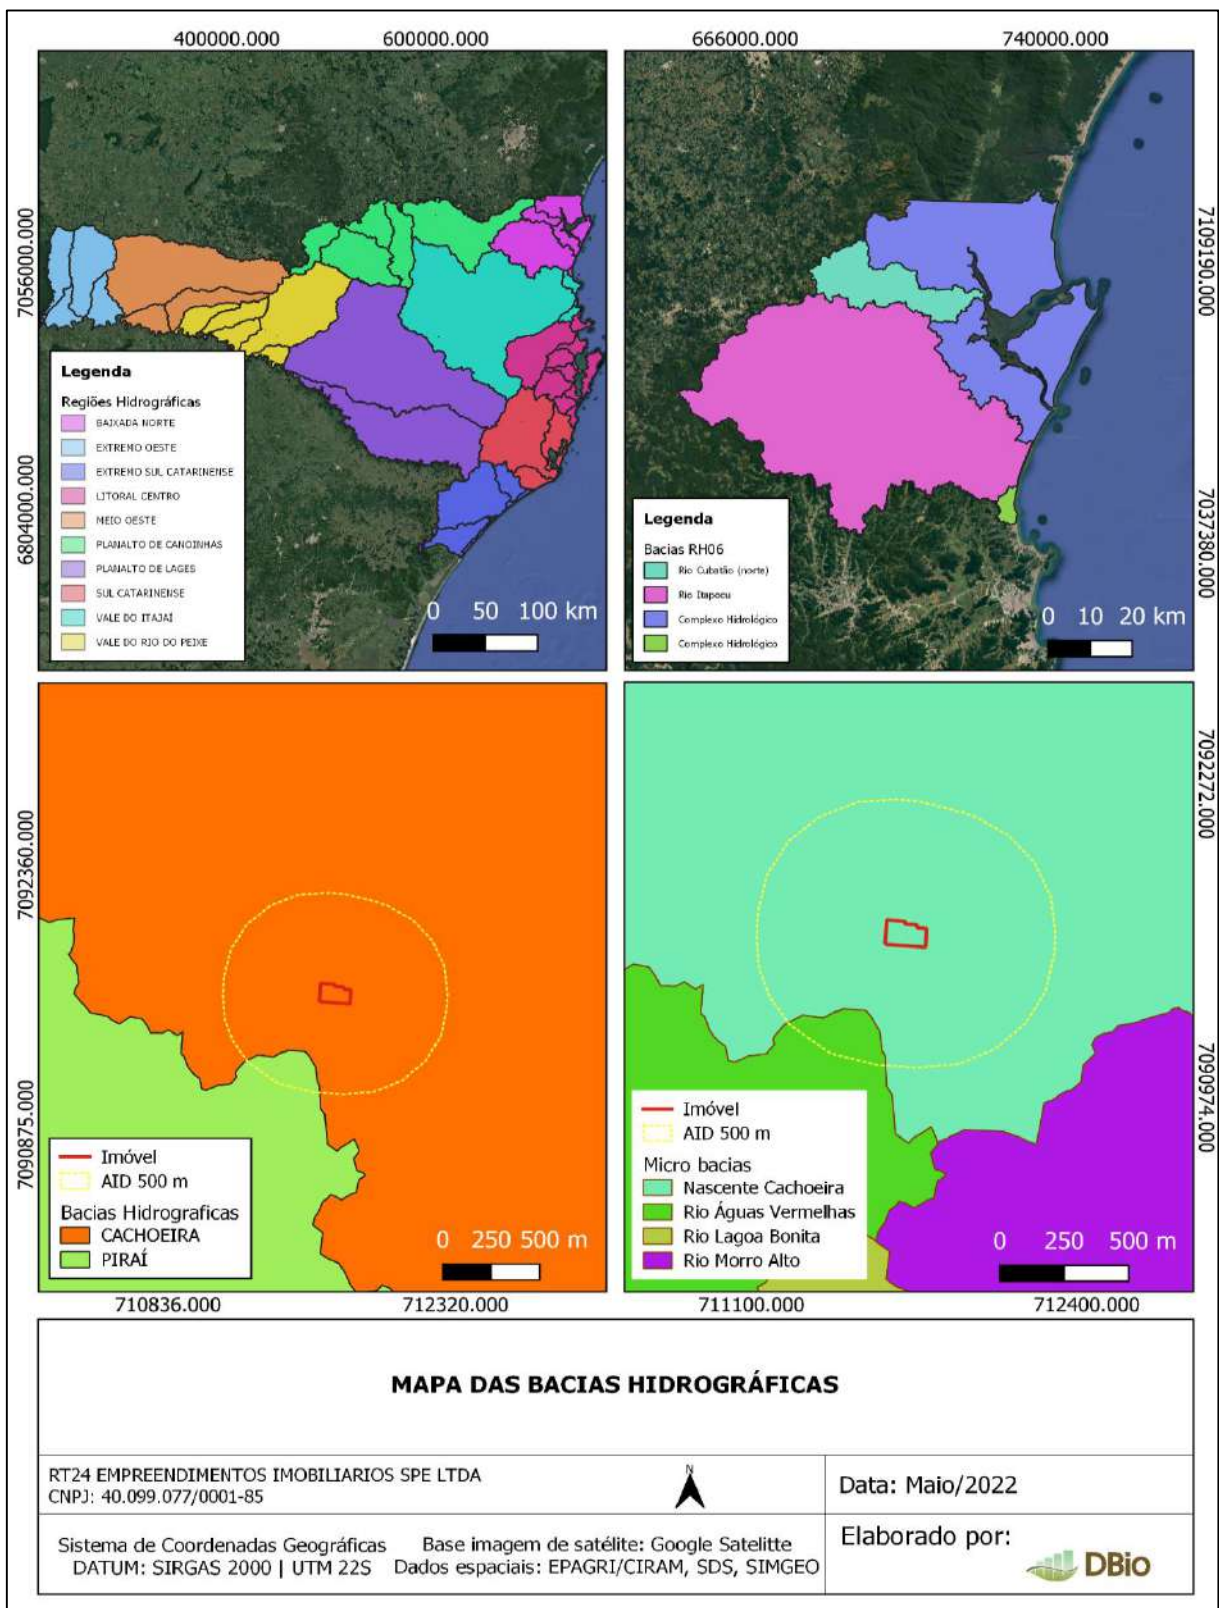 400000.000
600000.000
666000.000
740000.000
7056000.000
6804000.000
7109190.000
7037380.000
Legenda
Regiões Hidrográficas
BAIXADA NORTE
EXTREMO OESTE
EXTREMO SUL CATARINENSE
LITORAL CENTRO
MEIO OESTE
PLANALTO DE CANOINHAS
PLANALTO DE LAGES
SUL CATARINENSE
VALE DO ITAJAÍ
VALE DO RIO DO PEIXE
0 50 100 km
Legenda
Bacias RH06
Rio Cubatão (norte)
Rio Itapocu
Complexo Hidrológico
Complexo Hidrológico
0 10 20 km
7092360.000
7090875.000
7092272.000
7090974.000
Imóvel
AID 500 m
Bacias Hidrograficas
CACHOEIRA
PIRAÍ
0 250 500 m
Imóvel
AID 500 m
Micro bacias
Nascente Cachoeira
Rio Águas Vermelhas
Rio Lagoa Bonita
Rio Morro Alto
0 250 500 m
710836.000
712320.000
711100.000
712400.000
MAPA DAS BACIAS HIDROGRÁFICAS
RT24 EMPREENDIMENTOS IMOBILIARIOS SPE LTDA
CNPJ: 40.099.077/0001-85
N
Data: Maio/2022
Sistema de Coordenadas Geográficas
DATUM: SIRGAS 2000 | UTM 22S
Base imagem de satélite: Google Satelitte
Dados espaciais: EPAGRI/CIRAM, SDS, SIMGEO
Elaborado por:
DBio